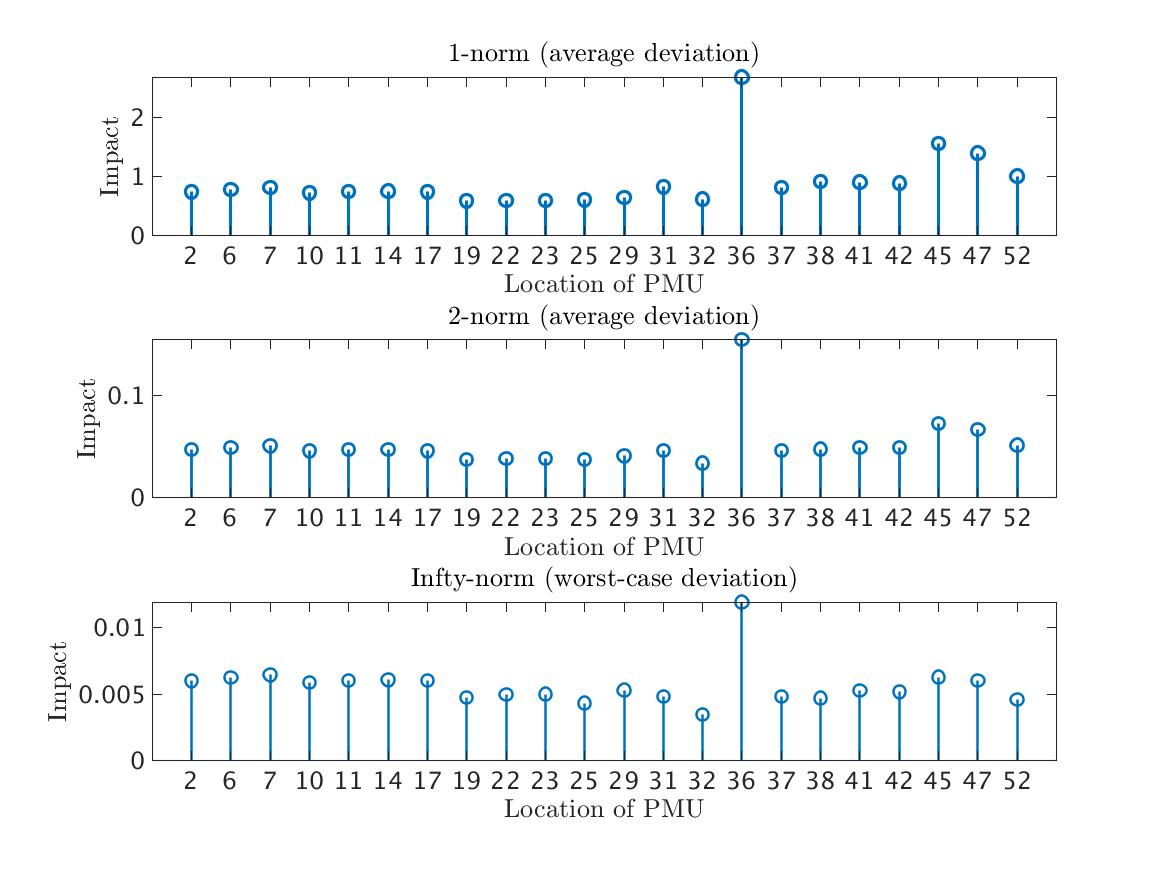 1-norm (average deviation)
2
1
0
Impact
2 6 7 10 11 14 17 19 22 23 25 29 31 32 36 37 38 41 42 45 47 52
Location of PMU
2-norm (average deviation)
0.1
0
Impact
2 6 7 10 11 14 17 19 22 23 25 29 31 32 36 37 38 41 42 45 47 52
Location of PMU
Infty-norm (worst-case deviation)
0.01
0.005
0
Impact
2 6 7 10 11 14 17 19 22 23 25 29 31 32 36 37 38 41 42 45 47 52
Location of PMU